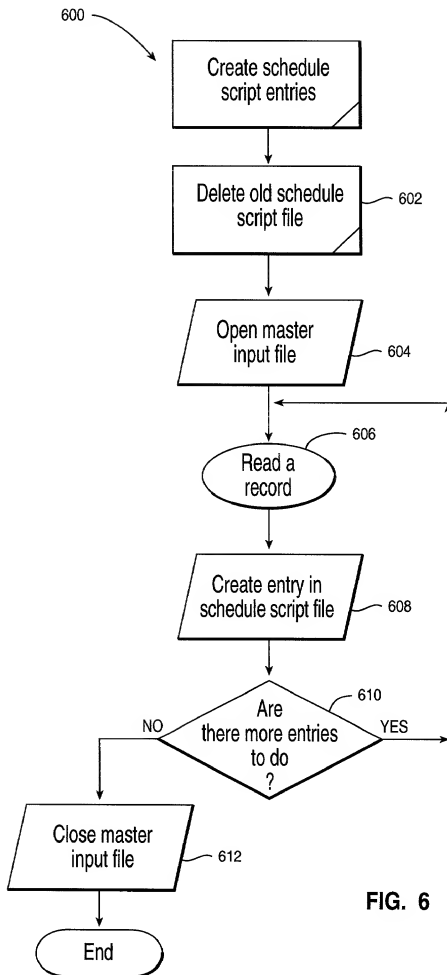 600
Create schedule
script entries
Delete old schedule
script file
602
Open master
input file
604
606
Read a
record
Create entry in
schedule script file
608
610
Are
there more entries
to do
?
NO
YES
Close master
input file
612
FIG. 6
End